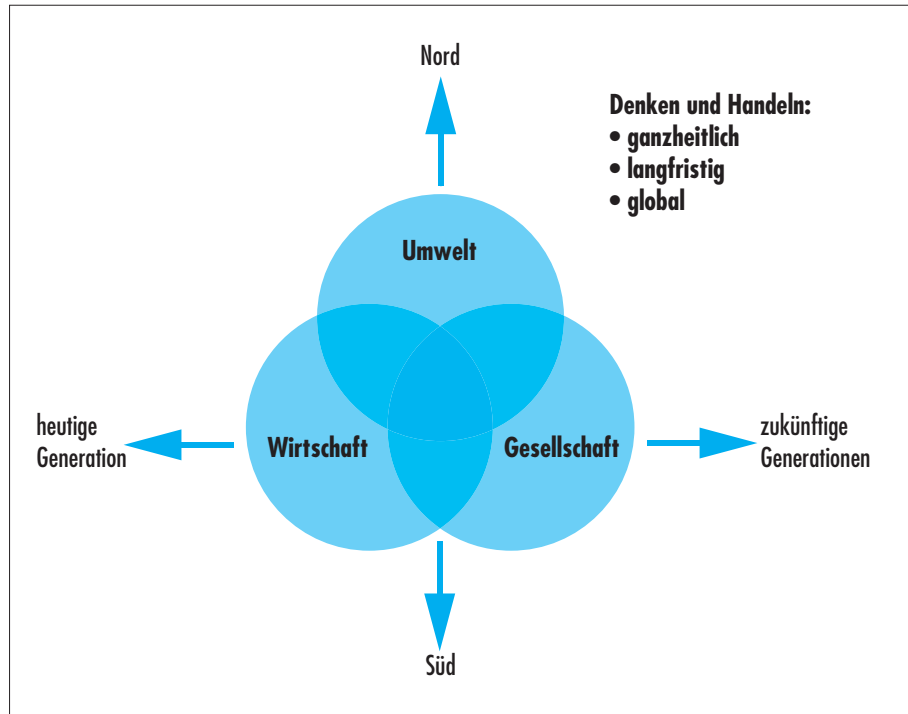 Nord
Denken und Handeln:
• ganzheitlich
• langfristig
• global
Umwelt
heutige
Generation
Wirtschaft
Gesellschaft
zukünftige
Generationen
Süd